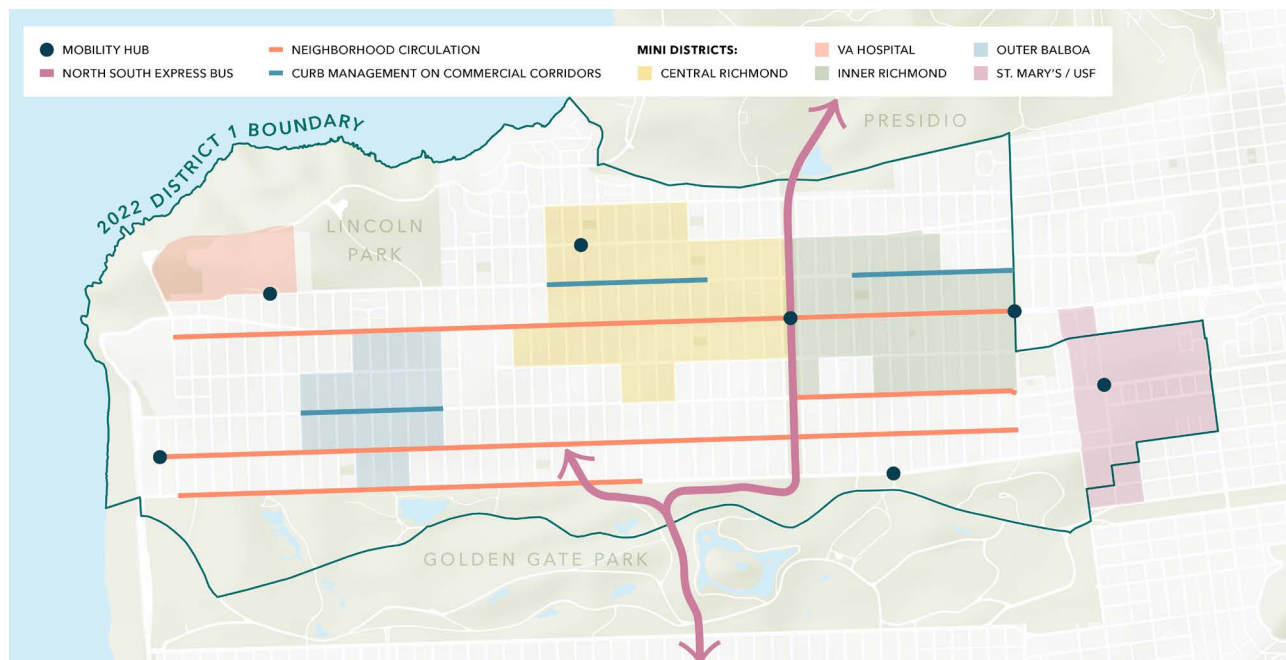 MOBILITY HUB
NORTH SOUTH EXPRESS BUS
NEIGHBORHOOD CIRCULATION
CURB MANAGEMENT ON COMMERCIAL CORRIDORS
MINI DISTRICTS:
CENTRAL RICHMOND
VA HOSPITAL
INNER RICHMOND
OUTER BALBOA
ST. MARY'S / USF
2022 DISTRICT 1 BOUNDARY
PRESIDIO
LINCOLN
PARK
GOLDEN GATE PARK